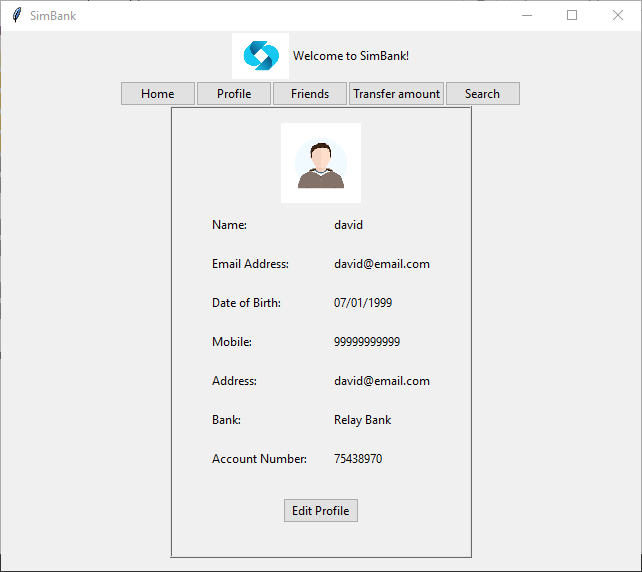 SimBank
Welcome to SimBank!
Home Profile Friends Transfer amount Search
Name: david
Email Address: david@email.com
Date of Birth: 07/01/1999
Mobile: 99999999999
Address: david@email.com
Bank: Relay Bank
Account Number: 75438970
Edit Profile